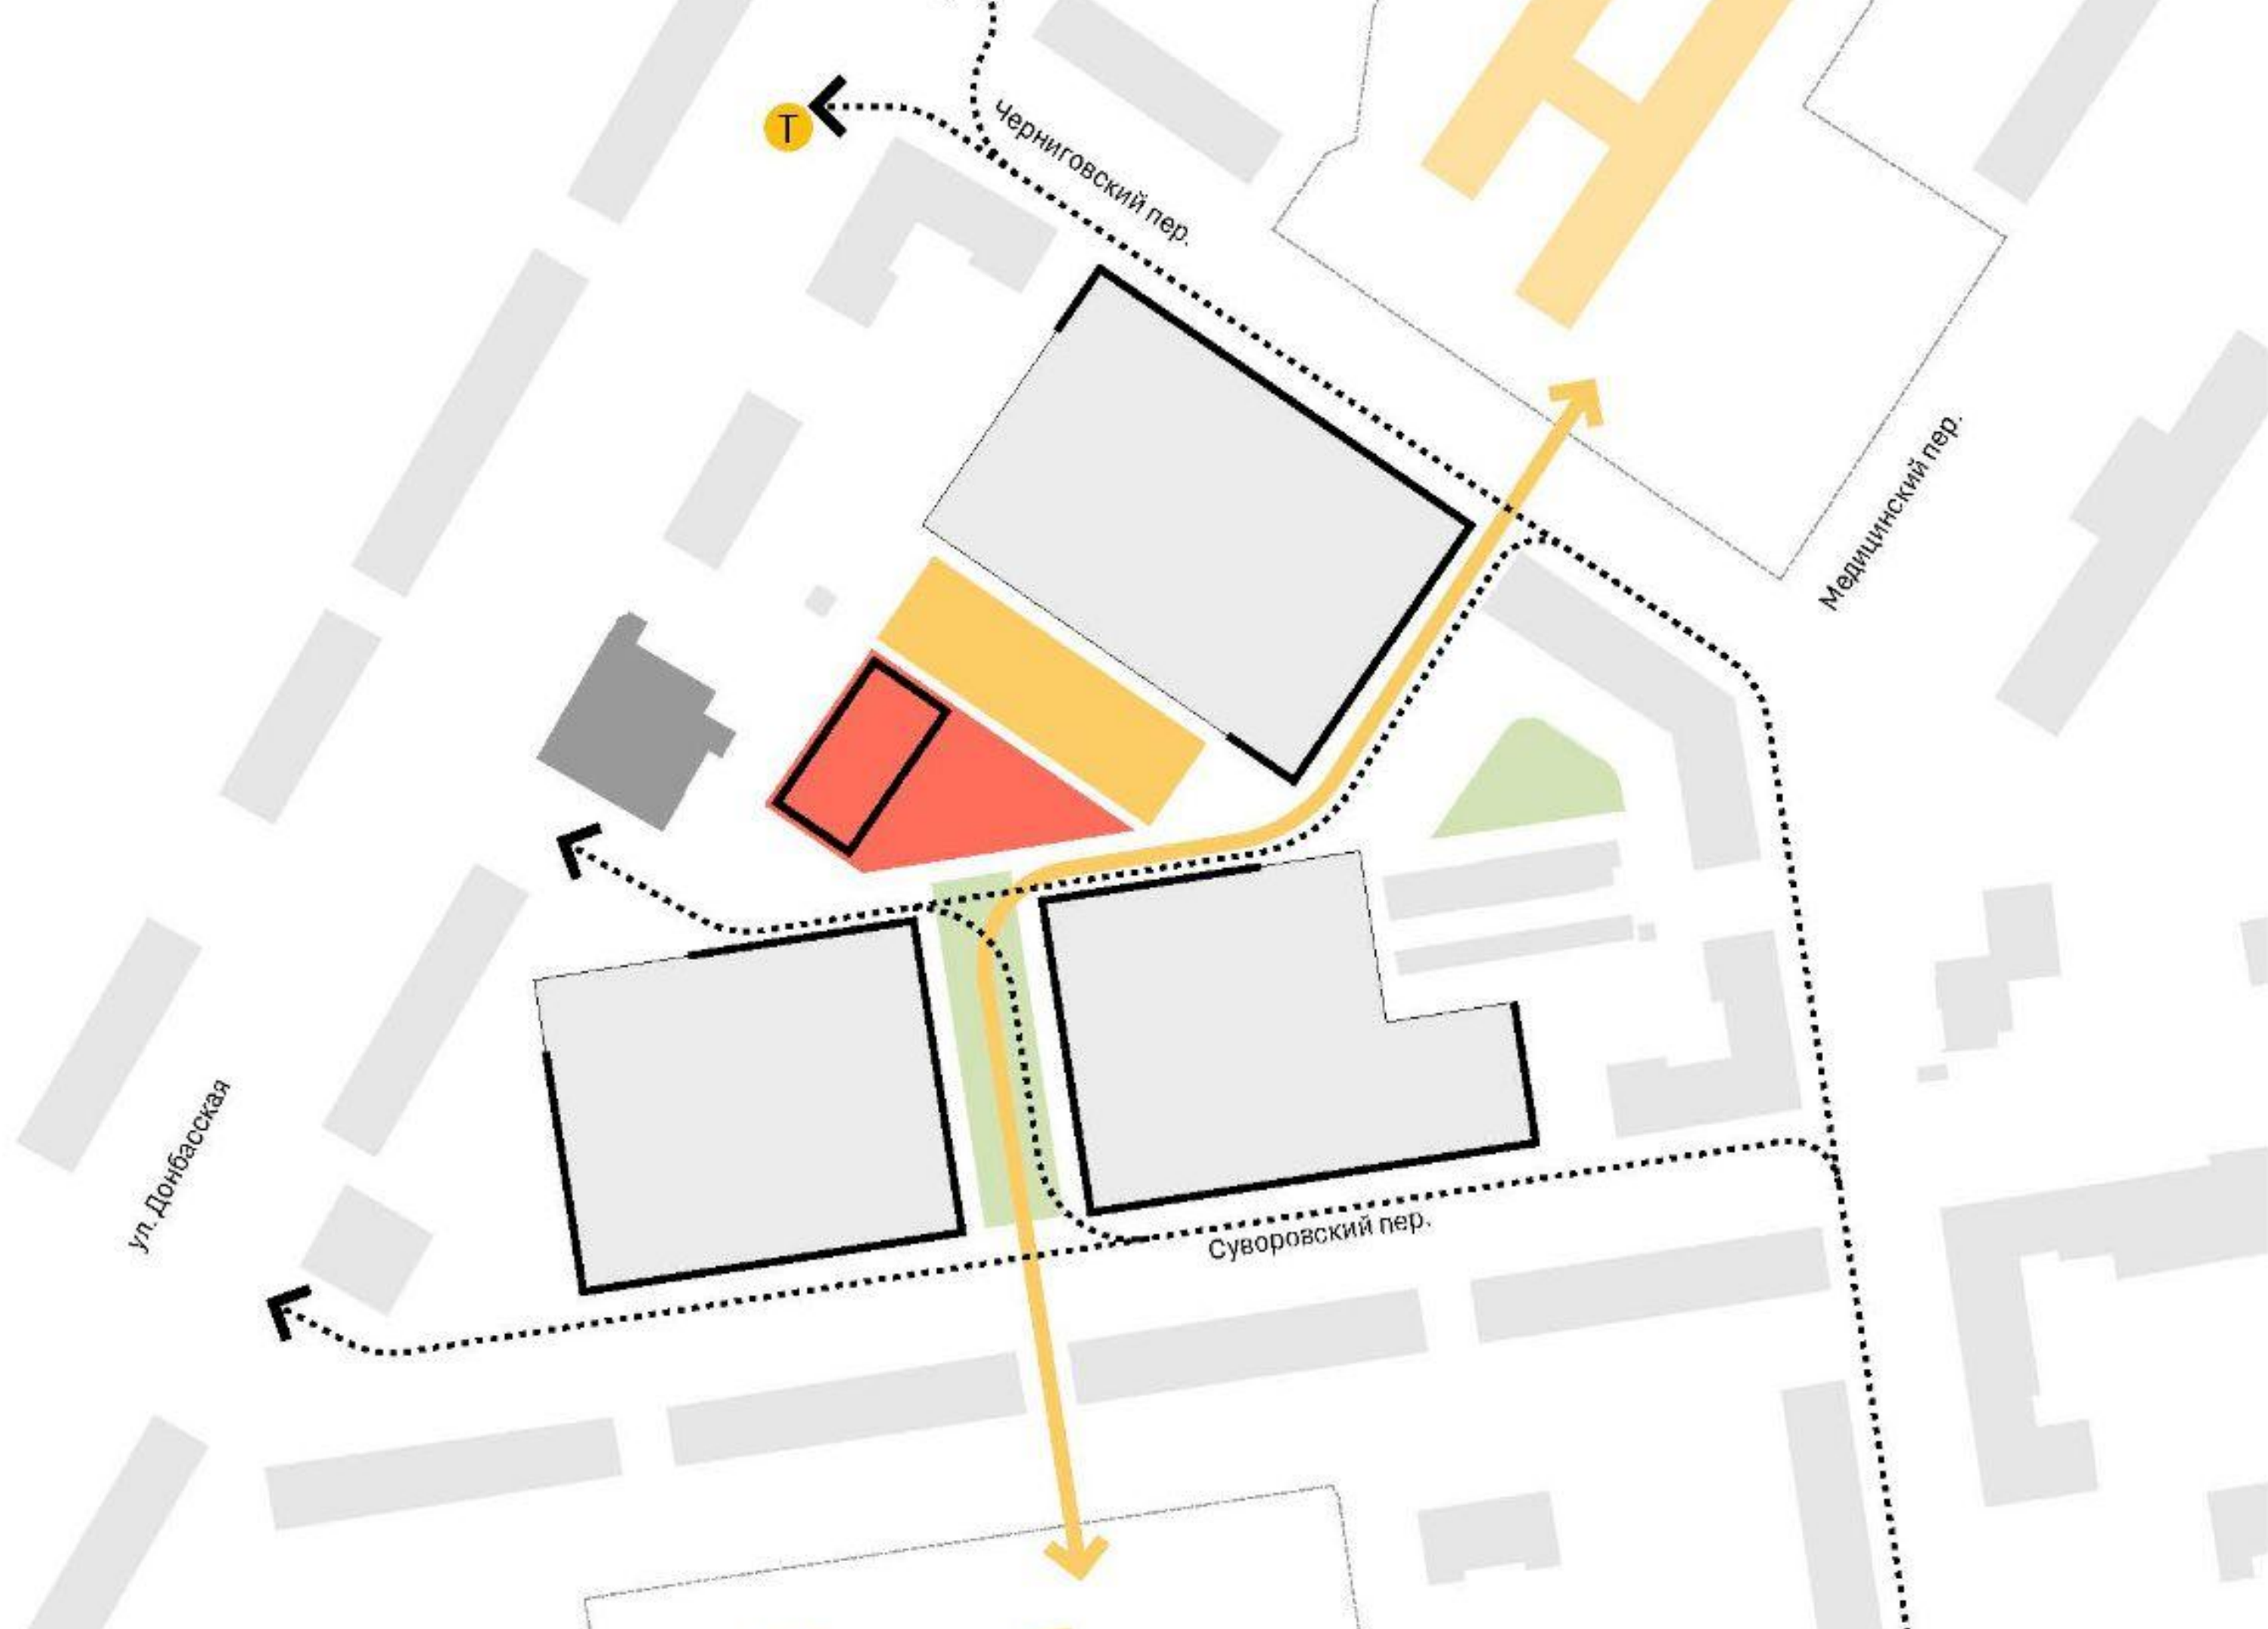 Т
Черниговский пер.
Медицинский пер.
ул. Донбасская
Суворовский пер.